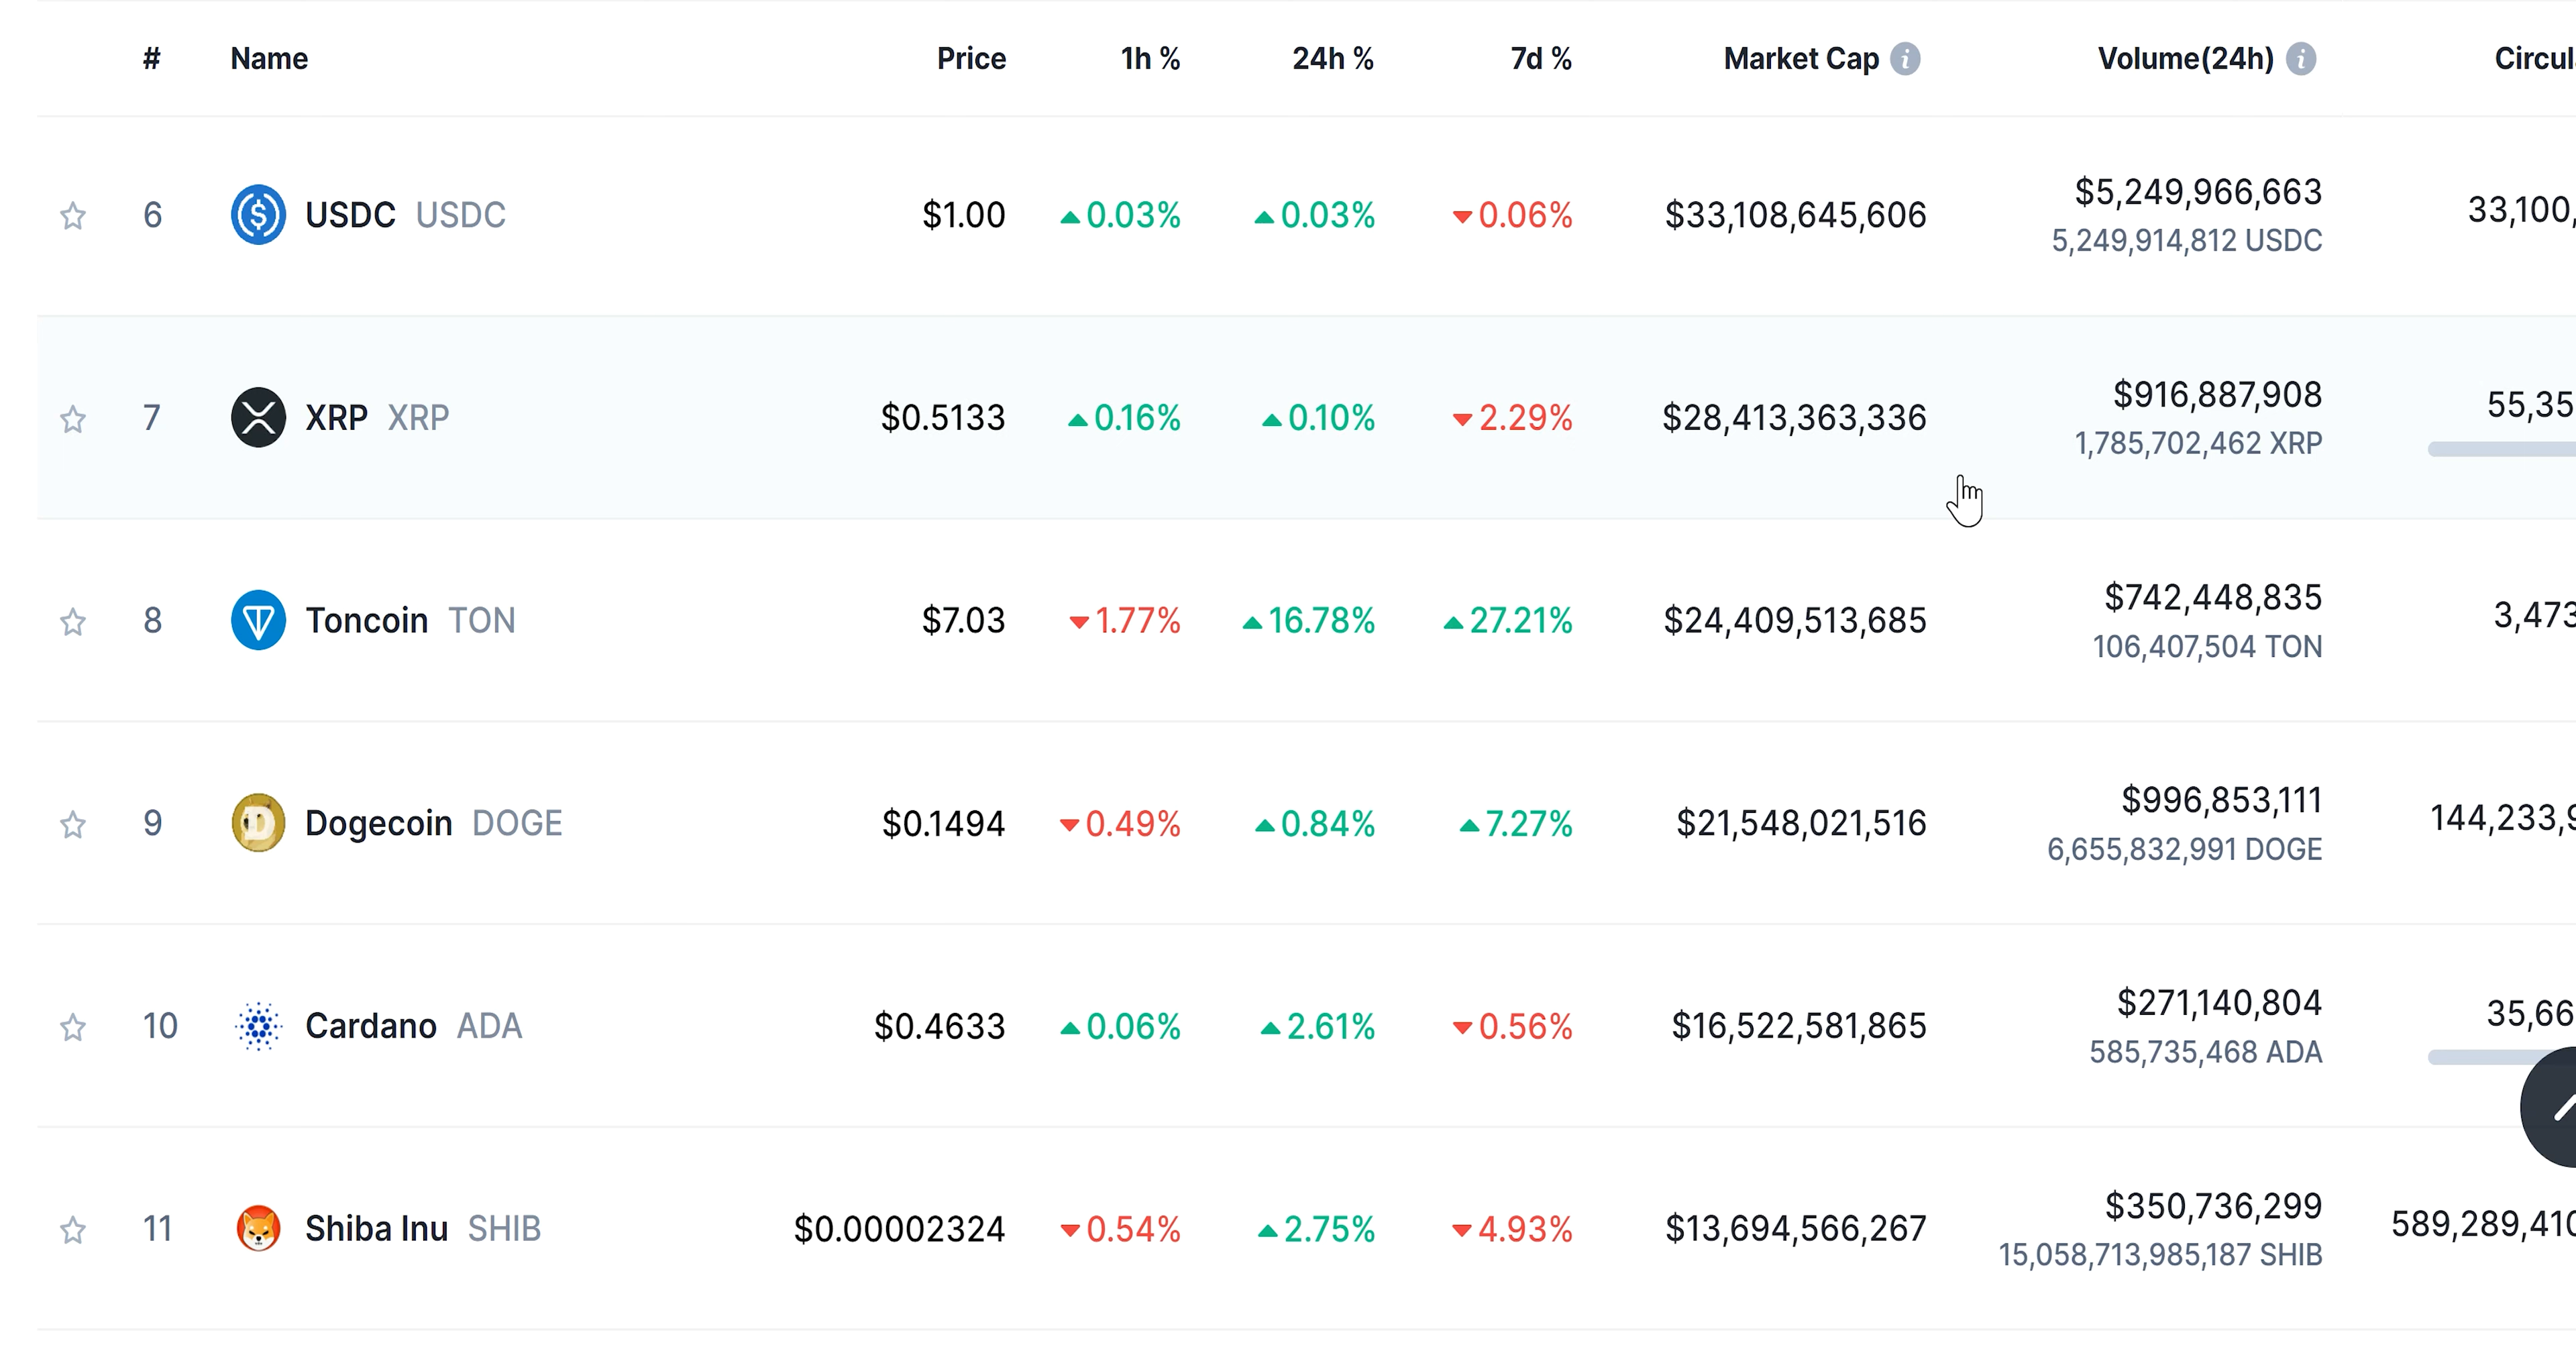 # Name Price 1h % 24h % 7d % Market Cap Volume(24h) Circul
6 USDC USDC $1.00 0.03% 0.03% 0.06% $33,108,645,606 $5,249,966,663 33,100,
5,249,914,812 USDC
7 XRP XRP $0.5133 0.16% 0.10% 2.29% $28,413,363,336 $916,887,908 55,35
1,785,702,462 XRP
8 Toncoin TON $7.03 1.77% 16.78% 27.21% $24,409,513,685 $742,448,835 3,473
106,407,504 TON
9 Dogecoin DOGE $0.1494 0.49% 0.84% 7.27% $21,548,021,516 $996,853,111 144,233,9
6,655,832,991 DOGE
10 Cardano ADA $0.4633 0.06% 2.61% 0.56% $16,522,581,865 $271,140,804 35,66
585,735,468 ADA
11 Shiba Inu SHIB $0.00002324 0.54% 2.75% 4.93% $13,694,566,267 $350,736,299 589,289,410
15,058,713,985,187 SHIB